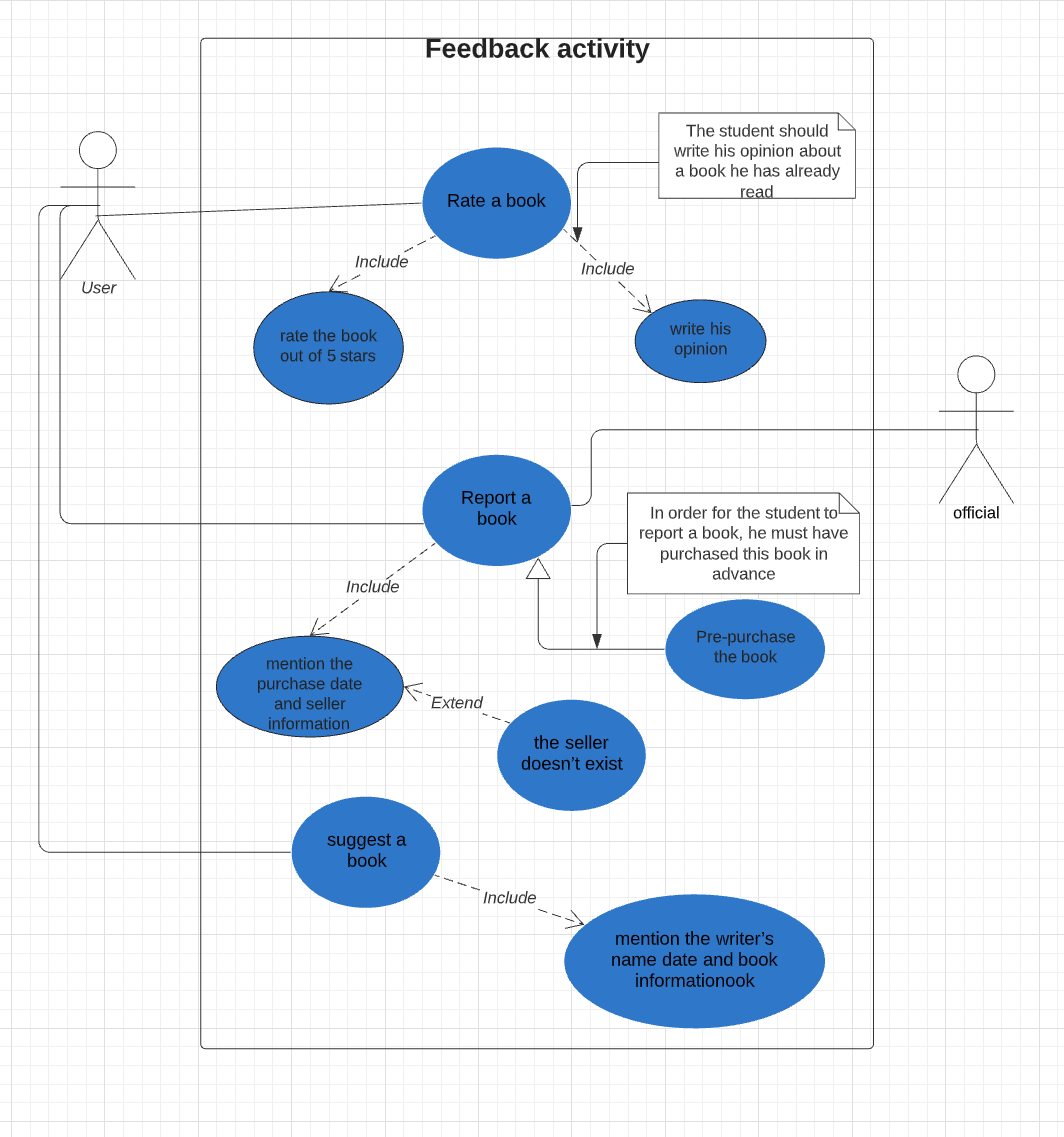 Feedback activity
The student should
write his opinion about
a book he has already
read
Rate a book
Include
Include
User
rate the book
out of 5 stars
write his
opinion
Report a
book
official
In order for the student to
report a book, he must have
purchased this book in
advance
Include
Pre-purchase
the book
mention the
purchase date
and seller
information
Extend
the seller
doesn’t exist
suggest a
book
Include
mention the writer’s
name date and book
informationook